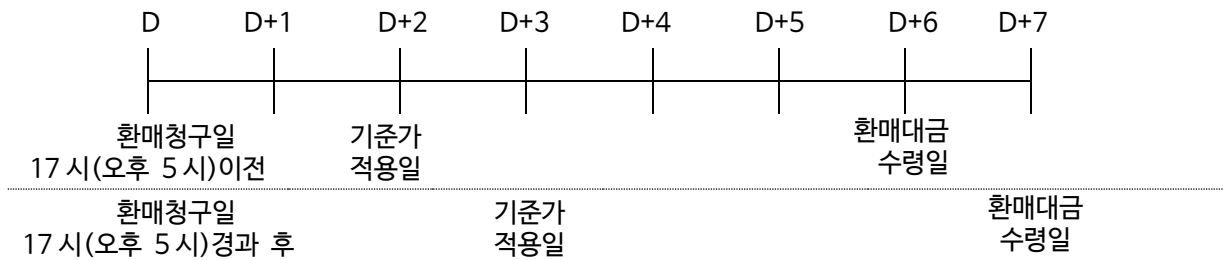 D D+1 D+2 D+3 D+4 D+5 D+6 D+7
환매청구일 기준가 환매대금
17 시(오후 5 시)이전 적용일 수령일
환매청구일 기준가 환매대금
17 시(오후 5 시)경과 후 적용일 수령일